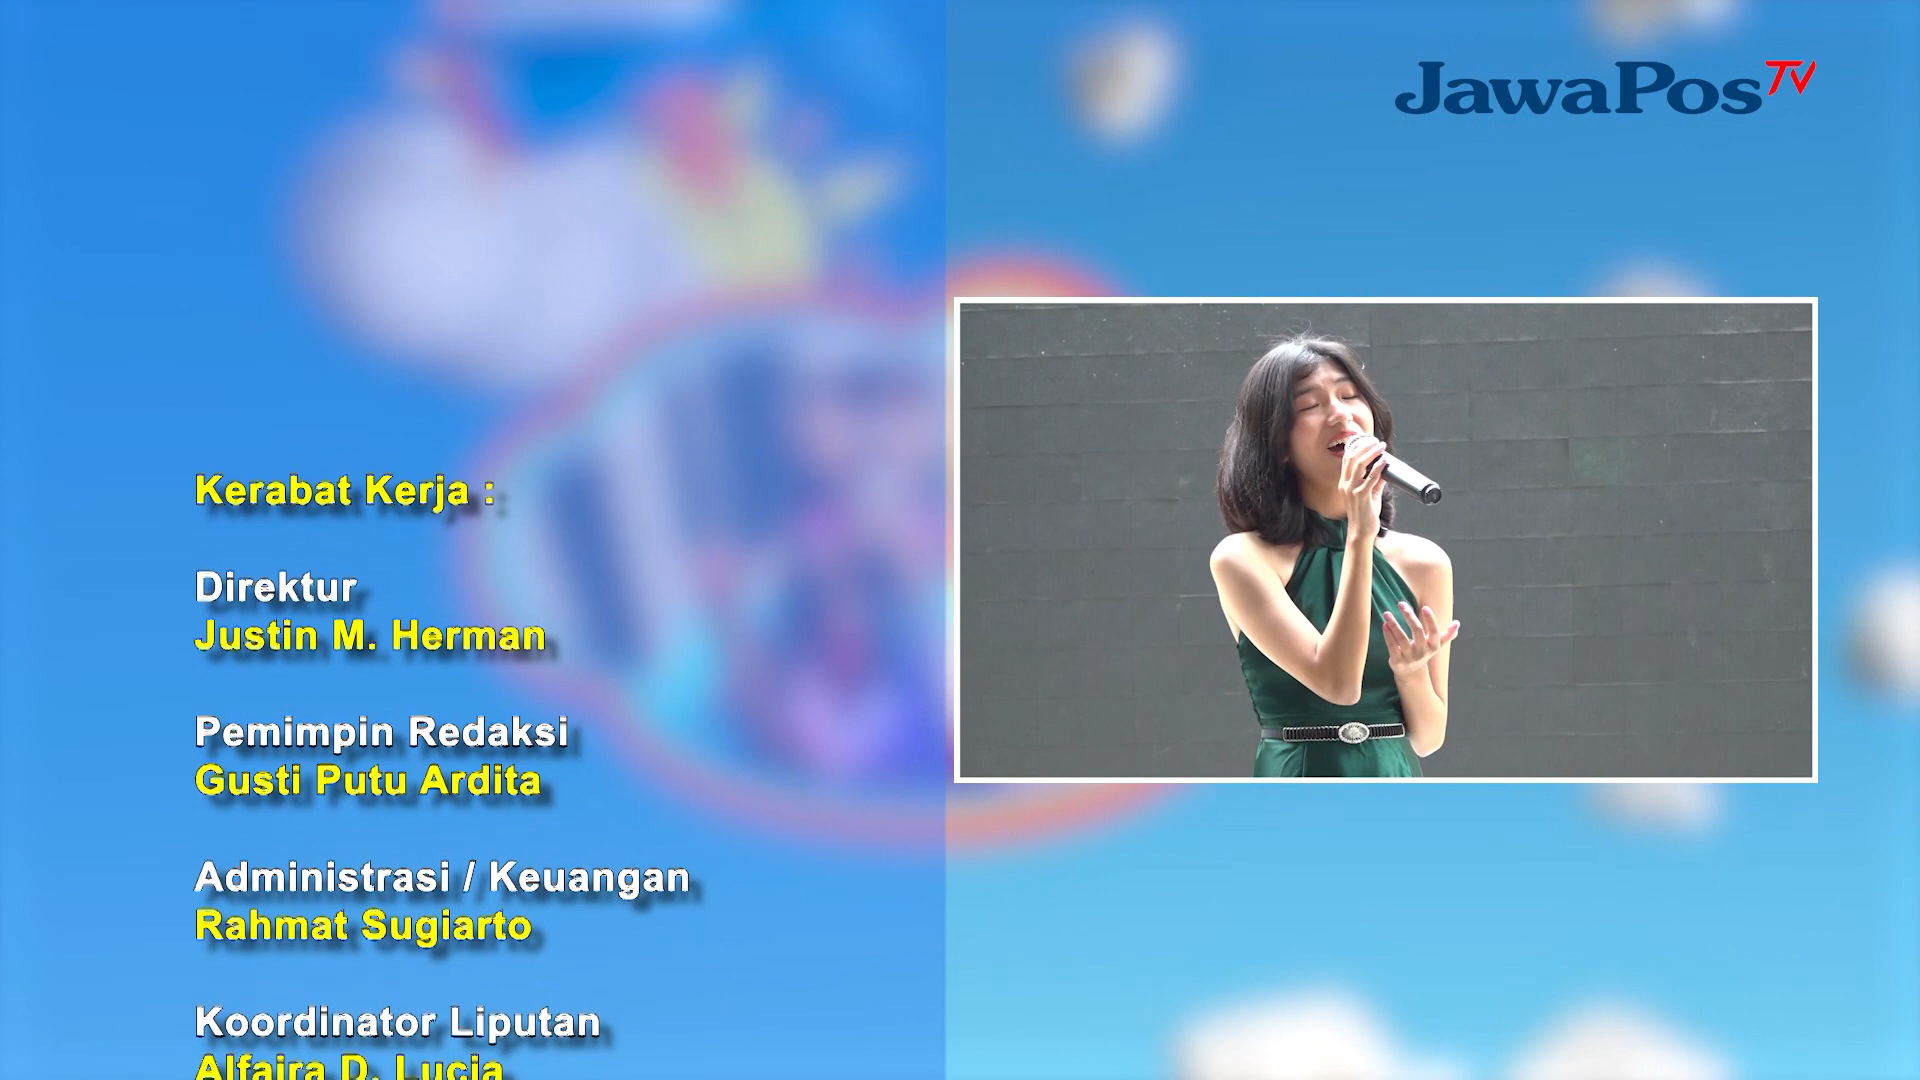 JawaPos TV
Kerabat Kerja :
Direktur
Justin M. Herman
Pemimpin Redaksi
Gusti Putu Ardita
Administrasi / Keuangan
Rahmat Sugiarto
Koordinator Liputan
Alfaira D. Lucia